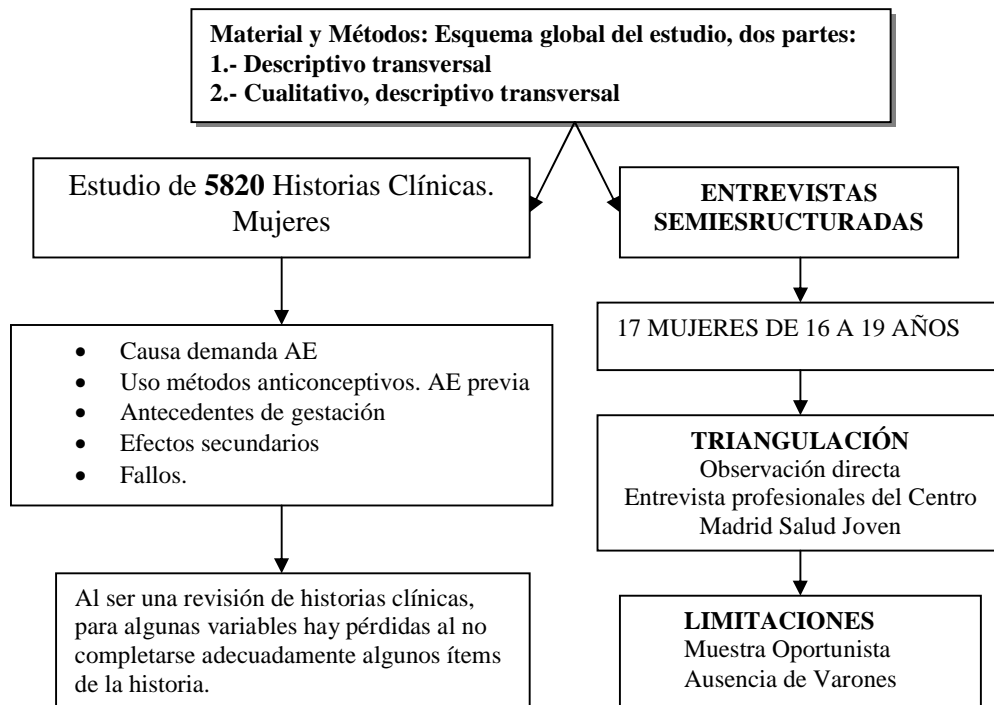 Material y Métodos: Esquema global del estudio, dos partes:
1.- Descriptivo transversal
2.- Cualitativo, descriptivo transversal
Estudio de 5820 Historias Clínicas.
Mujeres
• Causa demanda AE
• Uso métodos anticonceptivos. AE previa
• Antecedentes de gestación
• Efectos secundarios
• Fallos.
Al ser una revisión de historias clínicas,
para algunas variables hay pérdidas al no
completarse adecuadamente algunos ítems
de la historia.
ENTREVISTAS
SEMIESRUCTURADAS
17 MUJERES DE 16 A 19 AÑOS
TRIANGULACIÓN
Observación directa
Entrevista profesionales del Centro
Madrid Salud Joven
LIMITACIONES
Muestra Oportunista
Ausencia de Varones